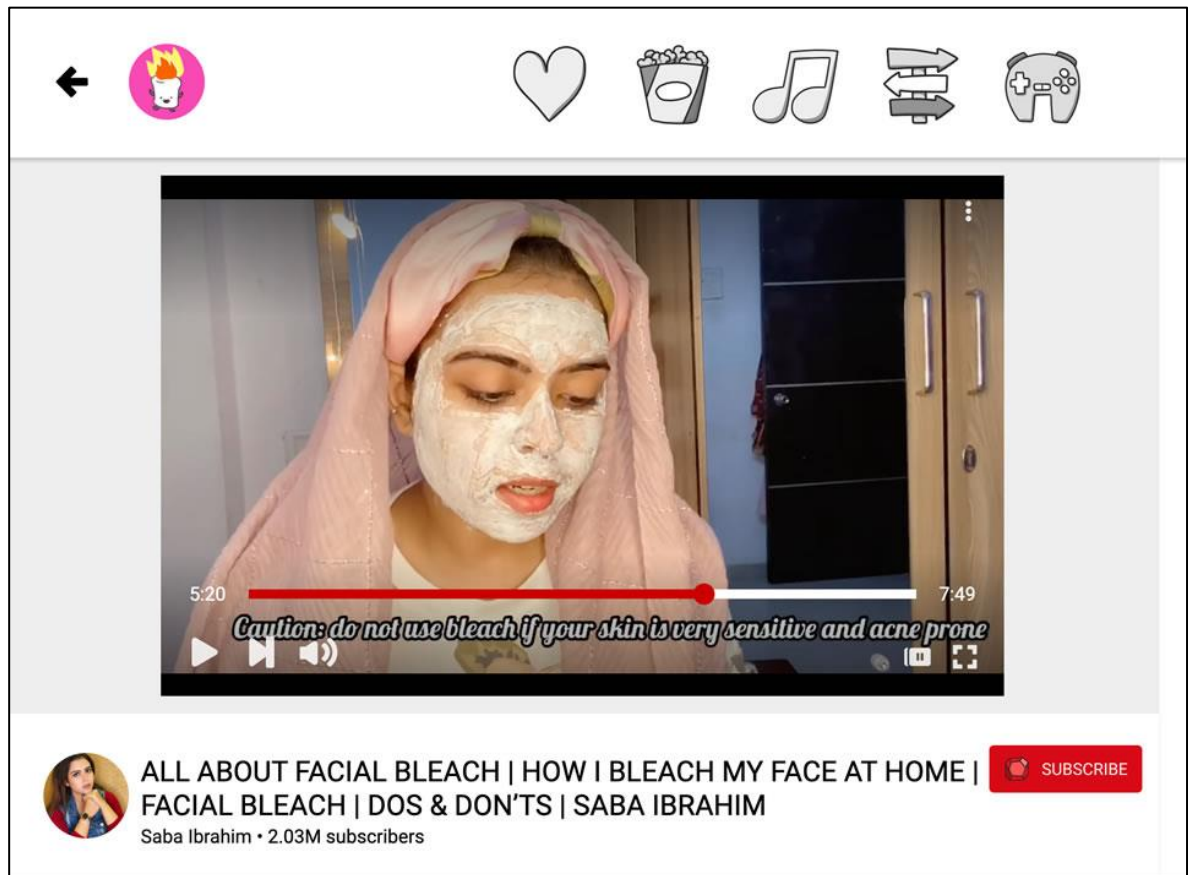 5:20
7:49
Caution: do not use bleach if your skin is very sensitive and acne prone
ALL ABOUT FACIAL BLEACH | HOW I BLEACH MY FACE AT HOME |
FACIAL BLEACH | DOS & DON’TS | SABA IBRAHIM
SUBSCRIBE
Saba Ibrahim • 2.03M subscribers